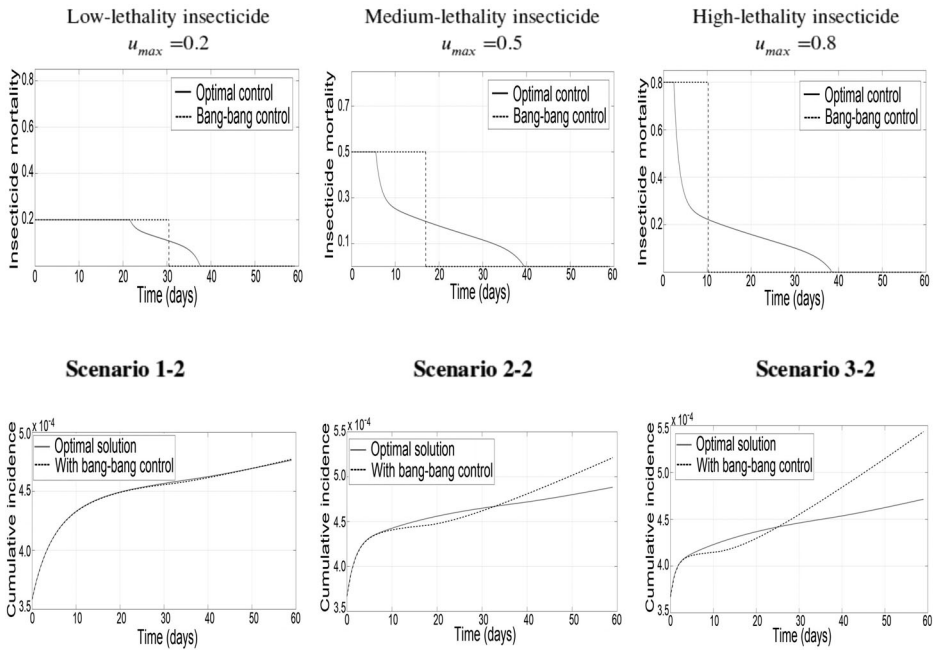 Low-lethality insecticide
u_max =0.2
Medium-lethality insecticide
u_max =0.5
High-lethality insecticide
u_max =0.8
Insecticide mortality
0.8
0.6
0.4
0.2
0 10 20 30 40 50 60
Time (days)
Optimal control
Bang-bang control
Insecticide mortality
0.7
0.5
0.3
0.1
0 10 20 30 40 50 60
Time (days)
Optimal control
Bang-bang control
Insecticide mortality
0.8
0.6
0.4
0.2
0 10 20 30 40 50 60
Time (days)
Optimal control
Bang-bang control
Scenario 1-2
Scenario 2-2
Scenario 3-2
Cumulative incidence
5.0 x 10^-4
4.5
4.0
3.5
0 10 20 30 40 50 60
Time (days)
Optimal solution
With bang-bang control
Cumulative incidence
5.5 x 10^-4
5.0
4.5
4.0
3.5
0 10 20 30 40 50 60
Time (days)
Optimal solution
With bang-bang control
Cumulative incidence
5.5 x 10^-4
5.0
4.5
4.0
3.5
0 10 20 30 40 50 60
Time (days)
Optimal solution
With bang-bang control